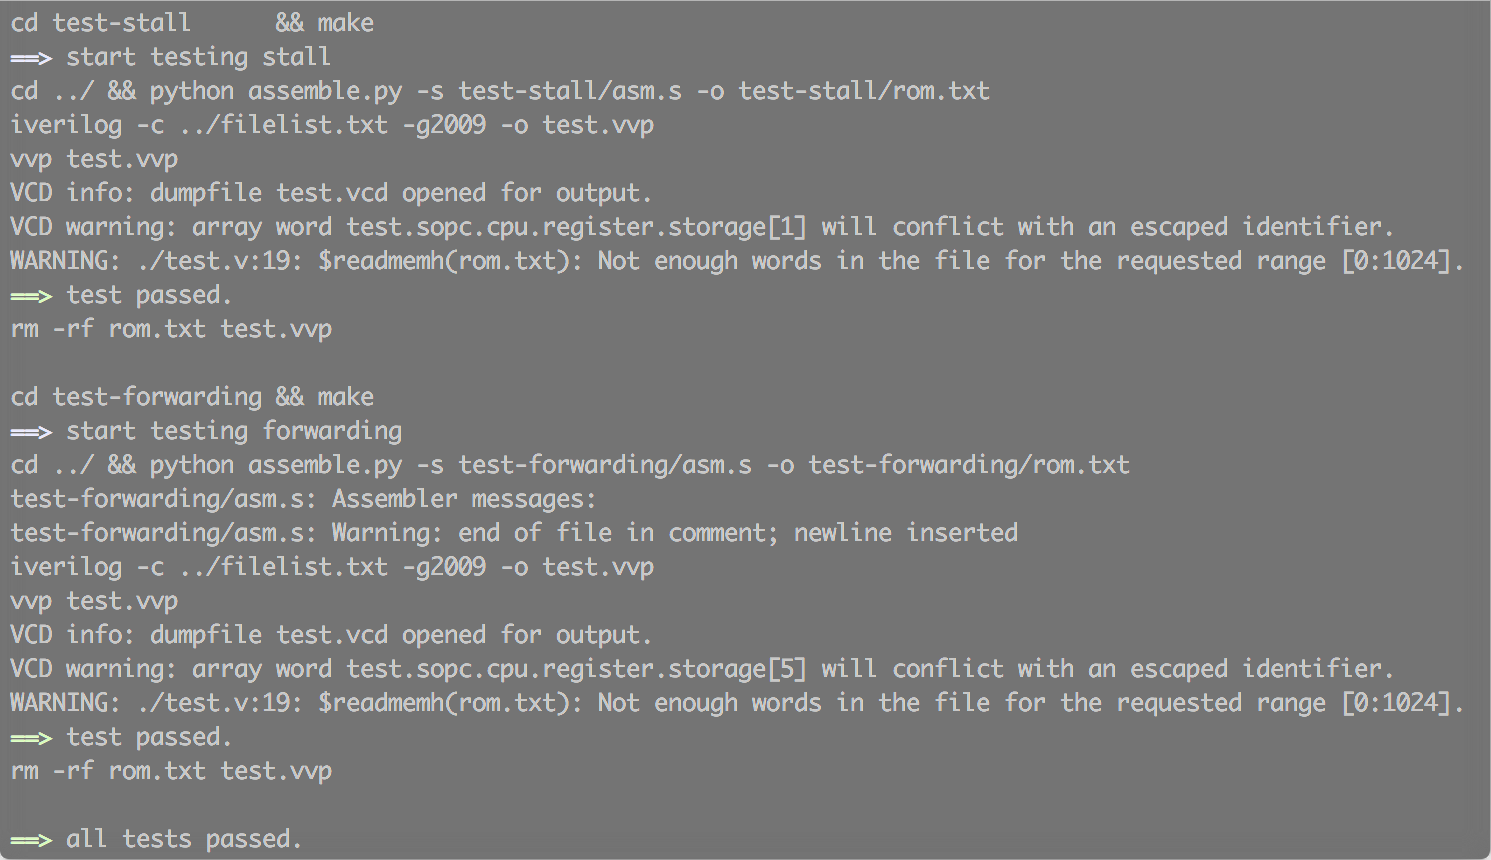 cd test-stall      && make
==> start testing stall
cd ../ && python assemble.py -s test-stall/asm.s -o test-stall/rom.txt
iverilog -c ../filelist.txt -g2009 -o test.vvp
vvp test.vvp
VCD info: dumpfile test.vcd opened for output.
VCD warning: array word test.sopc.cpu.register.storage[1] will conflict with an escaped identifier.
WARNING: ./test.v:19: $readmemh(rom.txt): Not enough words in the file for the requested range [0:1024].
==> test passed.
rm -rf rom.txt test.vvp

cd test-forwarding && make
==> start testing forwarding
cd ../ && python assemble.py -s test-forwarding/asm.s -o test-forwarding/rom.txt
test-forwarding/asm.s: Assembler messages:
test-forwarding/asm.s: Warning: end of file in comment; newline inserted
iverilog -c ../filelist.txt -g2009 -o test.vvp
vvp test.vvp
VCD info: dumpfile test.vcd opened for output.
VCD warning: array word test.sopc.cpu.register.storage[5] will conflict with an escaped identifier.
WARNING: ./test.v:19: $readmemh(rom.txt): Not enough words in the file for the requested range [0:1024].
==> test passed.
rm -rf rom.txt test.vvp

==> all tests passed.